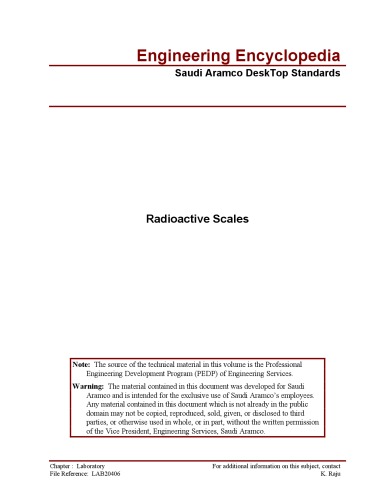 Engineering Encyclopedia
Saudi Aramco DeskTop Standards
Radioactive Scales
Note: The source of the technical material in this volume is the Professional
Engineering Development Program (PEDP) of Engineering Services.
Warning: The material contained in this document was developed for Saudi
Aramco and is intended for the exclusive use of Saudi Aramco's employees.
Any material contained in this document which is not already in the public
domain may not be copied, reproduced, sold, given, or disclosed to third
parties, or otherwise used in whole, or in part, without the written permission
of the Vice President, Engineering Services, Saudi Aramco.
Chapter : Laboratory For additional information on this subject, contact
File Reference: LAB20406 K. Raju